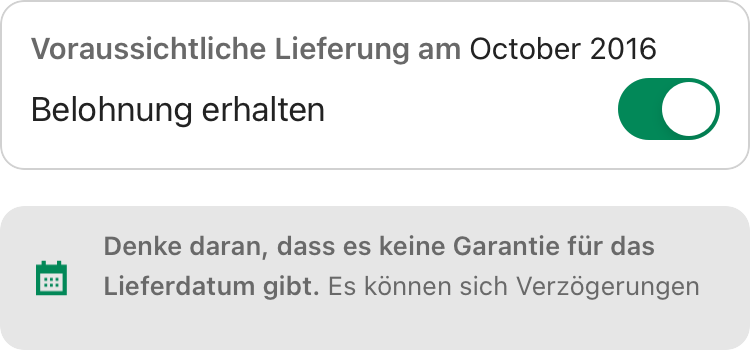 Voraussichtliche Lieferung am October 2016
Belohnung erhalten
Denke daran, dass es keine Garantie für das
Lieferdatum gibt. Es können sich Verzögerungen